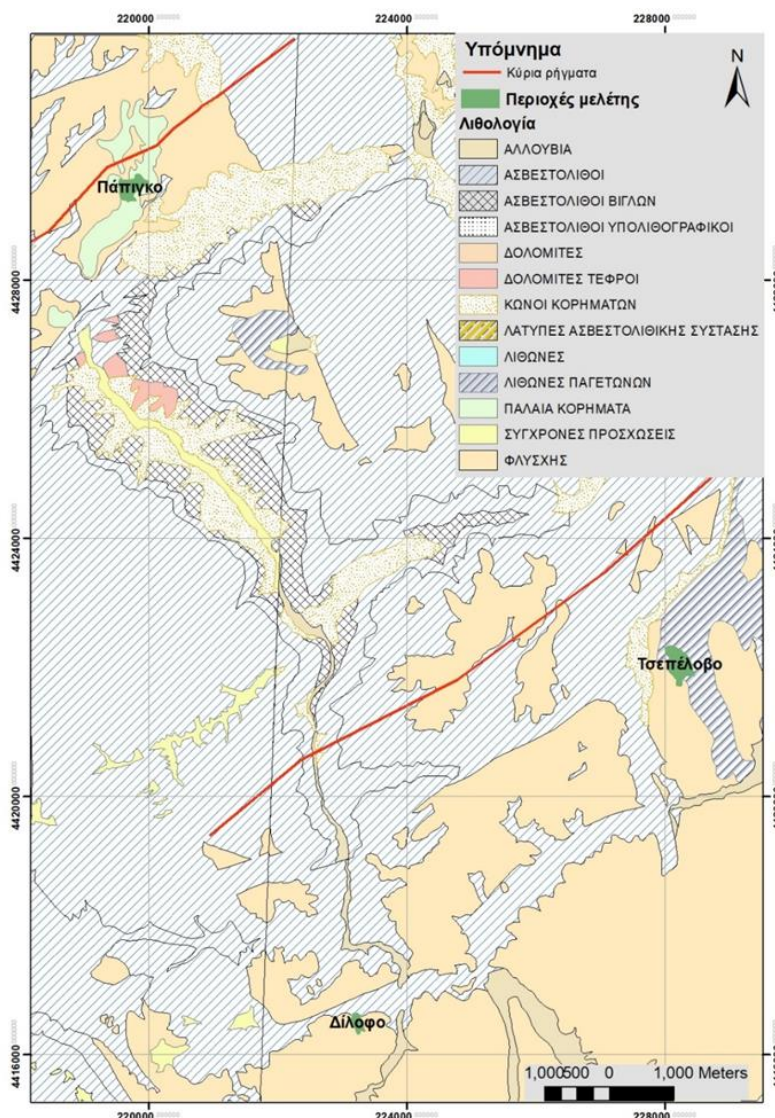 220000 224000 228000
Υπόμνημα
Κύρια ρήγματα
N
Περιοχές μελέτης
Λιθολογία
ΑΛΛΟΥΒΙΑ
ΑΣΒΕΣΤΟΛΙΘΟΙ
ΑΣΒΕΣΤΟΛΙΘΟΙ ΒΙΓΛΩΝ
ΑΣΒΕΣΤΟΛΙΘΟΙ ΥΠΟΛΙΘΟΓΡΑΦΙΚΟΙ
ΔΟΛΟΜΙΤΕΣ
ΔΟΛΟΜΙΤΕΣ ΤΕΦΡΟΙ
ΚΩΝΟΙ ΚΟΡΗΜΑΤΩΝ
ΛΑΤΥΠΕΣ ΑΣΒΕΣΤΟΛΙΘΙΚΗΣ ΣΥΣΤΑΣΗΣ
ΛΙΘΩΝΕΣ
ΛΙΘΩΝΕΣ ΠΑΓΕΤΩΝΩΝ
ΠΑΛΑΙΑ ΚΟΡΗΜΑΤΑ
ΣΥΓΧΡΟΝΕΣ ΠΡΟΣΧΩΣΕΙΣ
ΦΛΥΣΧΗΣ
Πάπιγκο
4428000
4424000
Τσεπέλοβο
4420000
Δίλοφο
4416000
1,000 500 0 1,000 Meters
220000 224000 228000